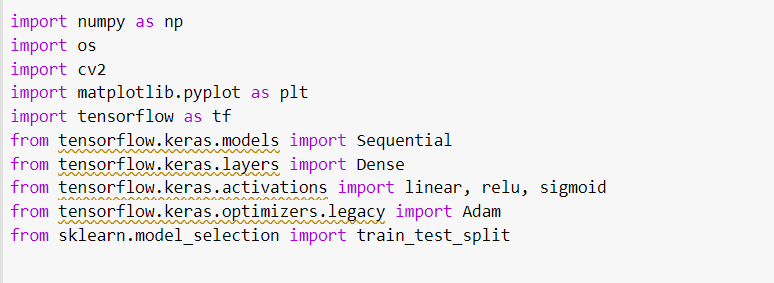 import numpy as np
import os
import cv2
import matplotlib.pyplot as plt
import tensorflow as tf
from tensorflow.keras.models import Sequential
from tensorflow.keras.layers import Dense
from tensorflow.keras.activations import linear, relu, sigmoid
from tensorflow.keras.optimizers.legacy import Adam
from sklearn.model_selection import train_test_split